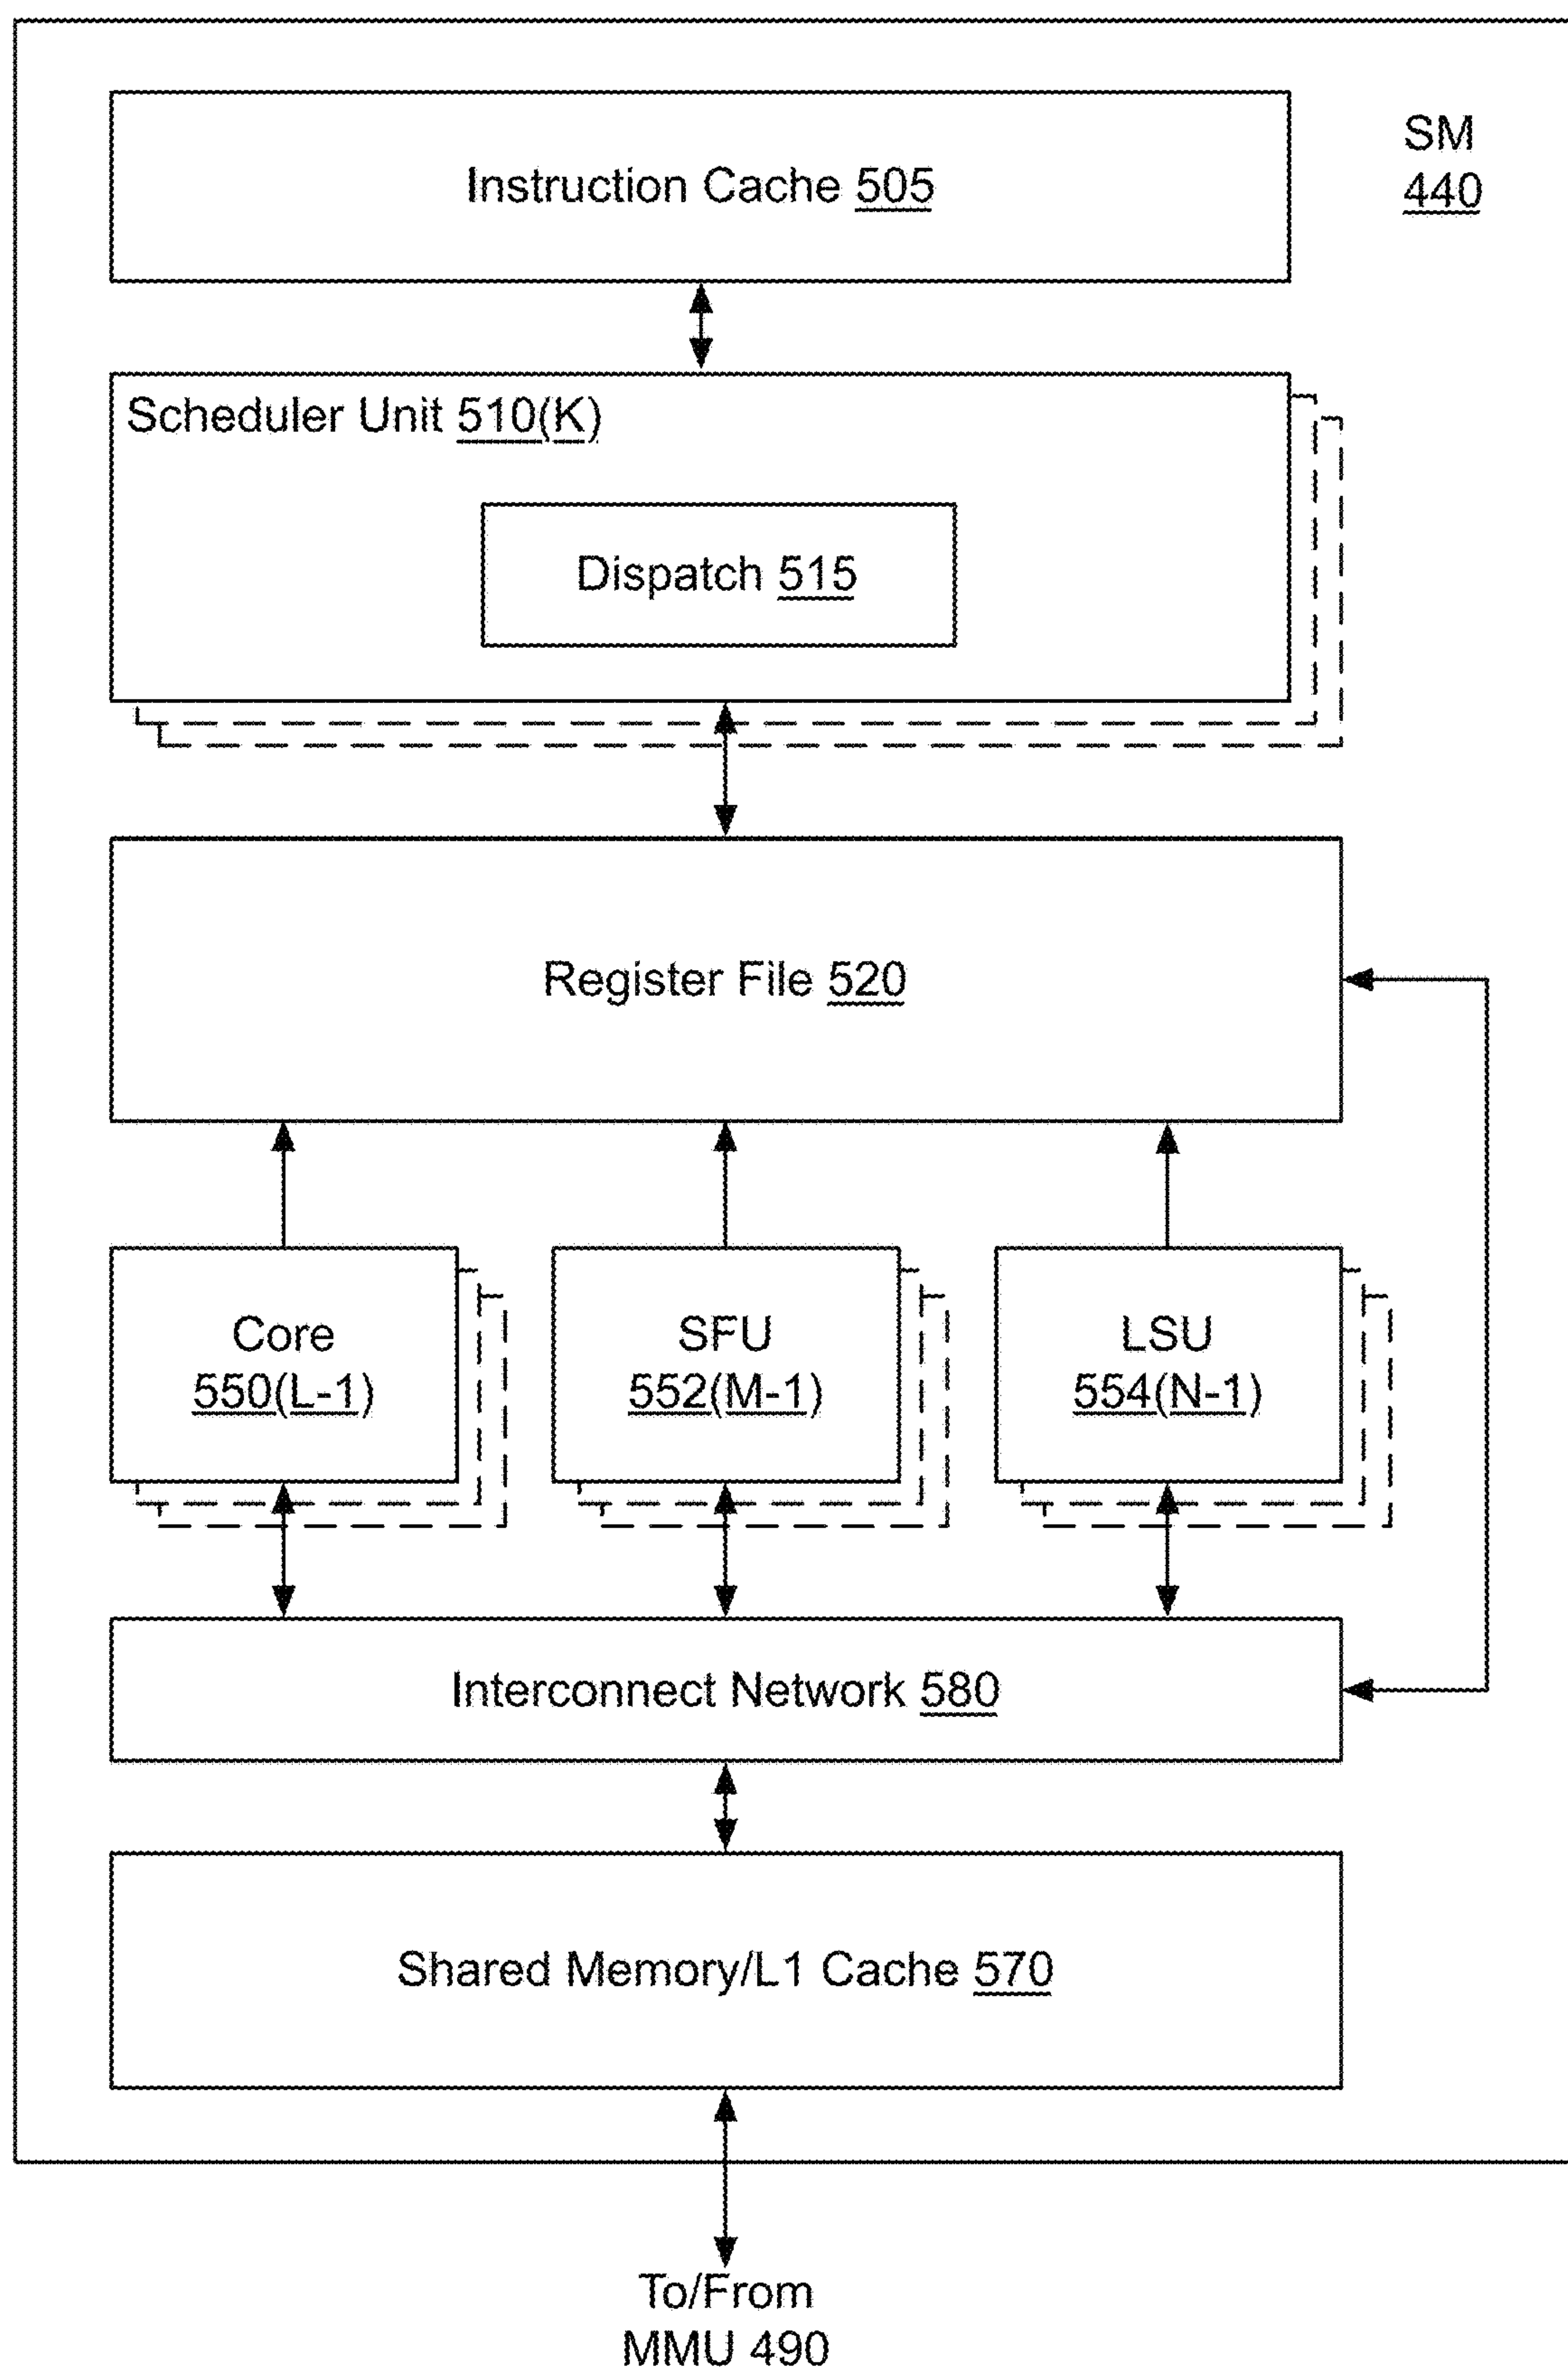 Instruction Cache 505
SM
440
Scheduler Unit 510(K)
Dispatch 515
Register File 520
Core
550(L-1)
SFU
552(M-1)
LSU
554(N-1)
Interconnect Network 580
Shared Memory/L1 Cache 570
To/From
MMU 490